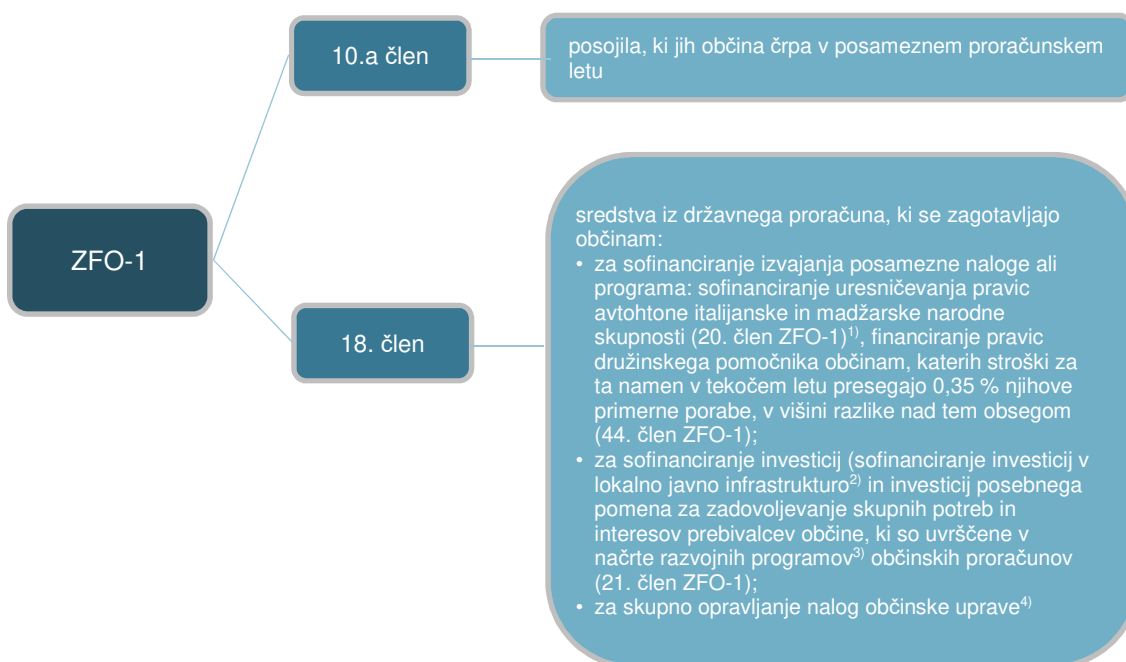 10.a člen
posojila, ki jih občina črpa v posameznem proračunskem
letu
ZFO-1
18. člen
sredstva iz državnega proračuna, ki se zagotavljajo
občinam:
• za sofinanciranje izvajanja posamezne naloge ali
programa: sofinanciranje uresničevanja pravic
avtohtone italijanske in madžarske narodne
skupnosti (20. člen ZFO-1)1), financiranje pravic
družinskega pomočnika občinam, katerih stroški za
ta namen v tekočem letu presegajo 0,35 % njihove
primerne porabe, v višini razlike nad tem obsegom
(44. člen ZFO-1);
• za sofinanciranje investicij (sofinanciranje investicij v
lokalno javno infrastrukturo2) in investicij posebnega
pomena za zadovoljevanje skupnih potreb in
interesov prebivalcev občine, ki so uvrščene v
načrte razvojnih programov3) občinskih proračunov
(21. člen ZFO-1);
• za skupno opravljanje nalog občinske uprave4)